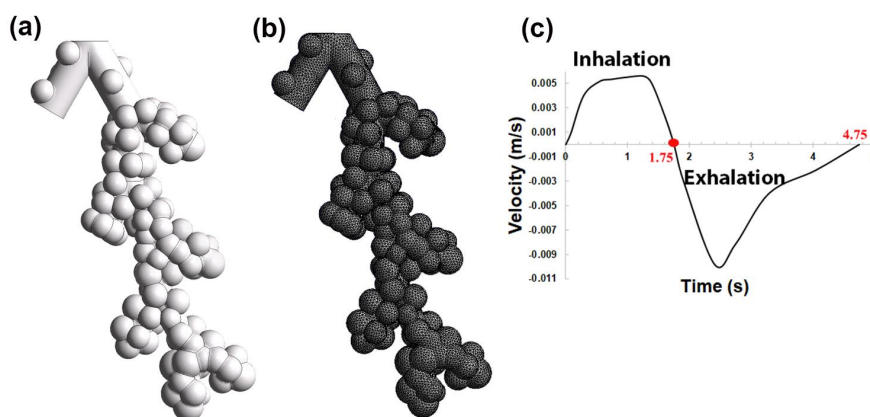 (a)
(b)
(c)
Inhalation
Velocity (m/s)
0.005
0.003
0.001
-0.001
-0.003
-0.005
-0.007
-0.009
-0.011
0 1 2 3 4
1.75
4.75
Exhalation
Time (s)